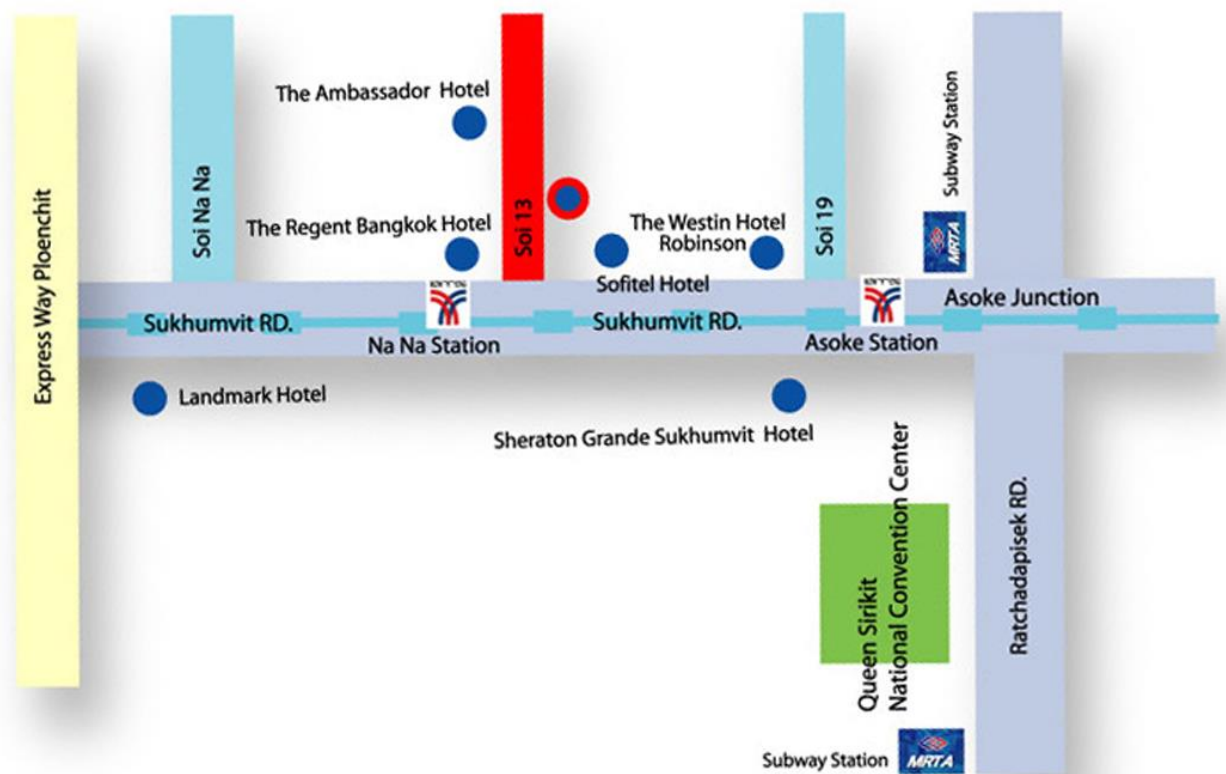 The Ambassador Hotel
Subway Station
MRTA
Express Way Ploenchit
Soi Na Na
The Regent Bangkok Hotel
Soi 13
The Westin Hotel
Robinson
Soi 19
Sofitel Hotel
Sukhumvit RD.
Na Na Station
Sukhumvit RD.
Asoke Station
Asoke Junction
Landmark Hotel
Sheraton Grande Sukhumvit Hotel
Queen Sirikit
National Convention Center
Ratchadapisek RD.
Subway Station
MRTA